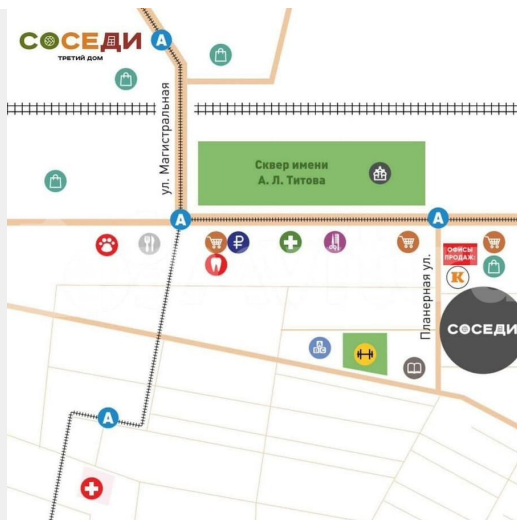 СОСЕДИ
ТРЕТИЙ ДОМ
А
ул. Магистральная
Сквер имени
А. Л. Титова
А
А
₽
ОФИСЫ
ПРОДАЖ:
К
Планерная ул.
СОСЕДИ
А